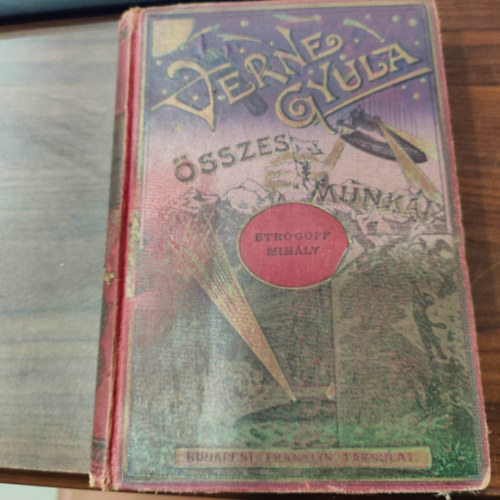 VERNE
GYULA
ÖSSZES
MUNKÁI
STROGOFF
MIHÁLY
BUDAPEST, FRANKLIN-TÁRSULAT